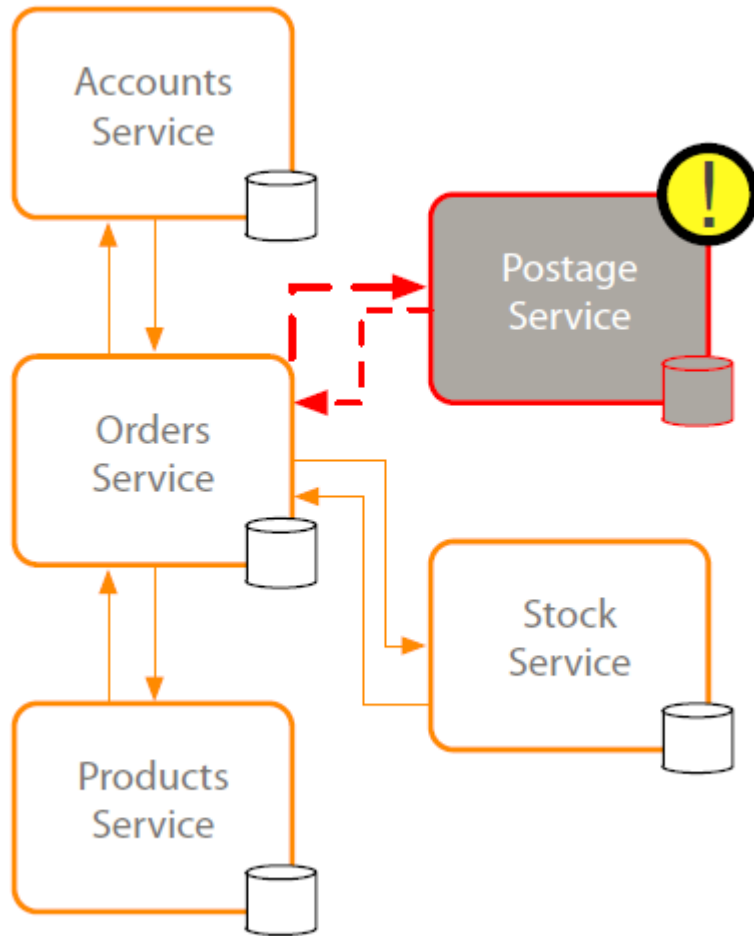 Accounts
Service
!
Postage
Service
Orders
Service
Stock
Service
Products
Service